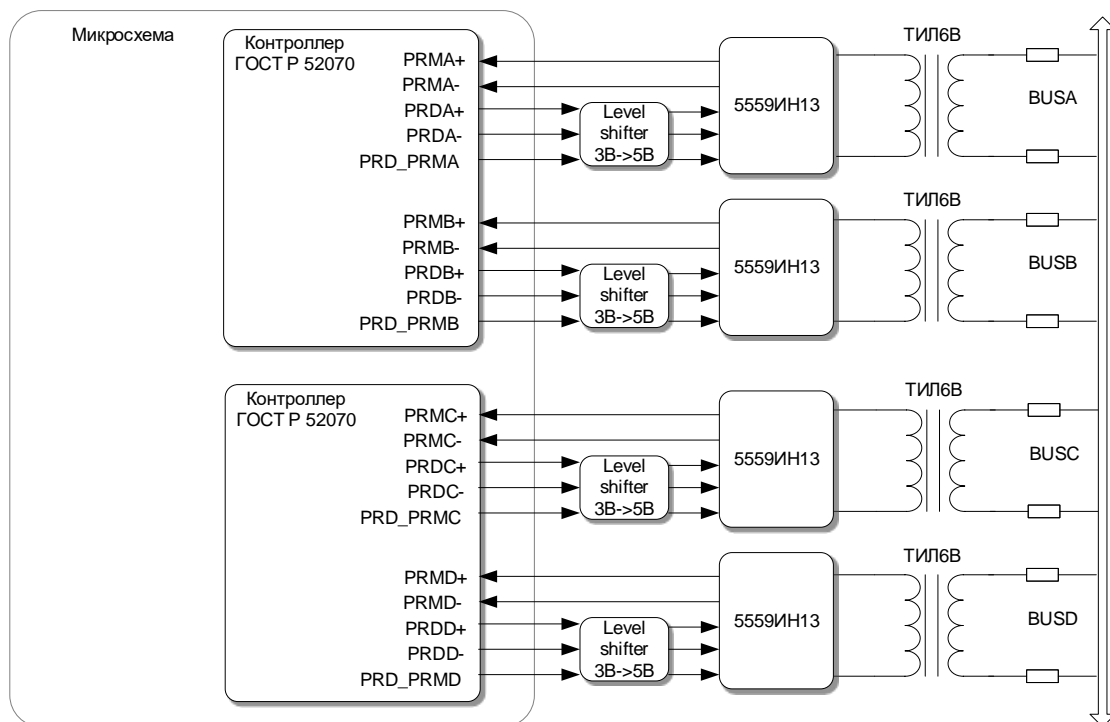 Микросхема
Контроллер
ГОСТ Р 52070
PRMA+
PRMA-
PRDA+
PRDA-
PRD_PRMA
Level
shifter
3В->5В
5559ИН13
ТИЛ6В
BUSA
PRMB+
PRMB-
PRDB+
PRDB-
PRD_PRMB
Level
shifter
3В->5В
5559ИН13
ТИЛ6В
BUSB
Контроллер
ГОСТ Р 52070
PRMC+
PRMC-
PRDC+
PRDC-
PRD_PRMC
Level
shifter
3В->5В
5559ИН13
ТИЛ6В
BUSC
PRMD+
PRMD-
PRDD+
PRDD-
PRD_PRMD
Level
shifter
3В->5В
5559ИН13
ТИЛ6В
BUSD